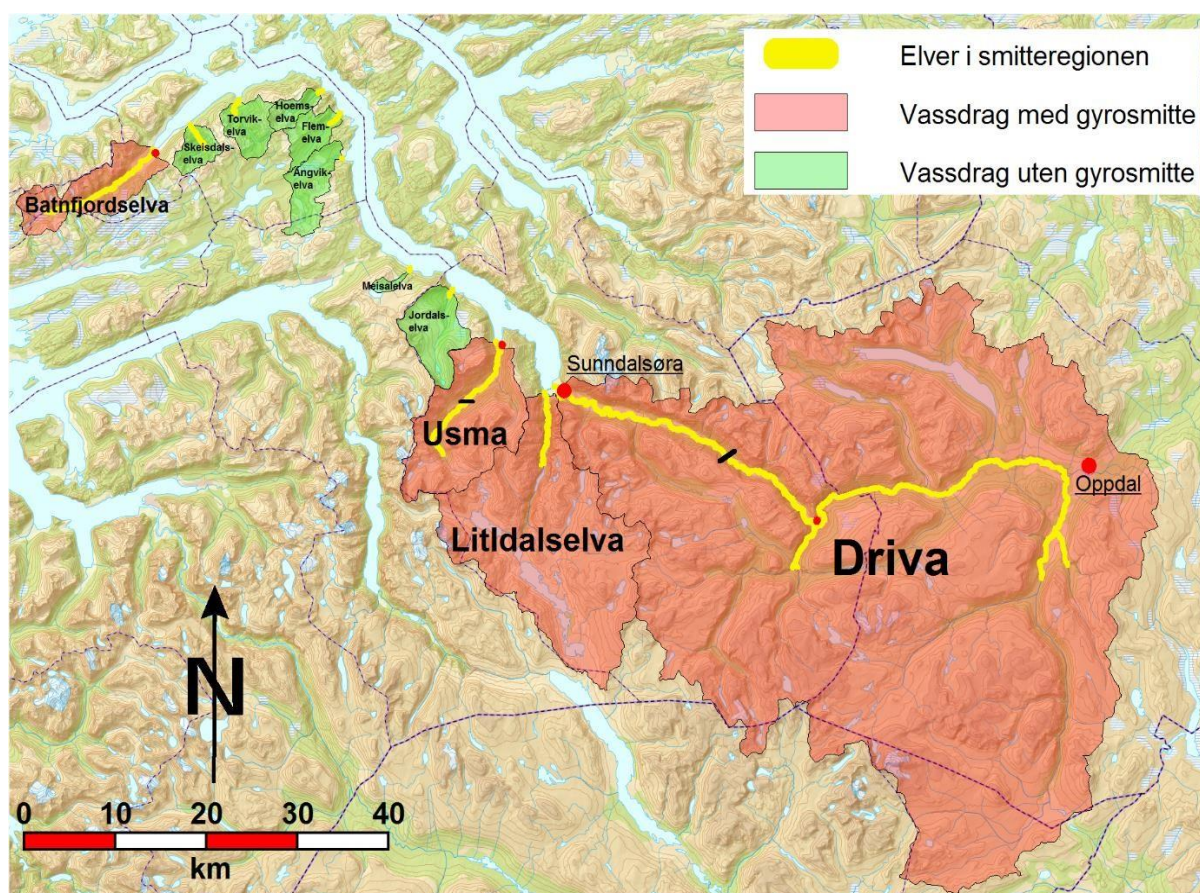 Elver i smitteregionen
Vassdrag med gyrosmitte
Vassdrag uten gyrosmitte
Hoems-
elva
Torvik-
elva
Flem-
elva
Skeisdals-
elva
Angvik-
elva
Batnfjordselva
Meisalelva
Jordals-
elva
Sunndalsøra
Usma
Oppdal
Litldalselva
Driva
N
0 10 20 30 40
km